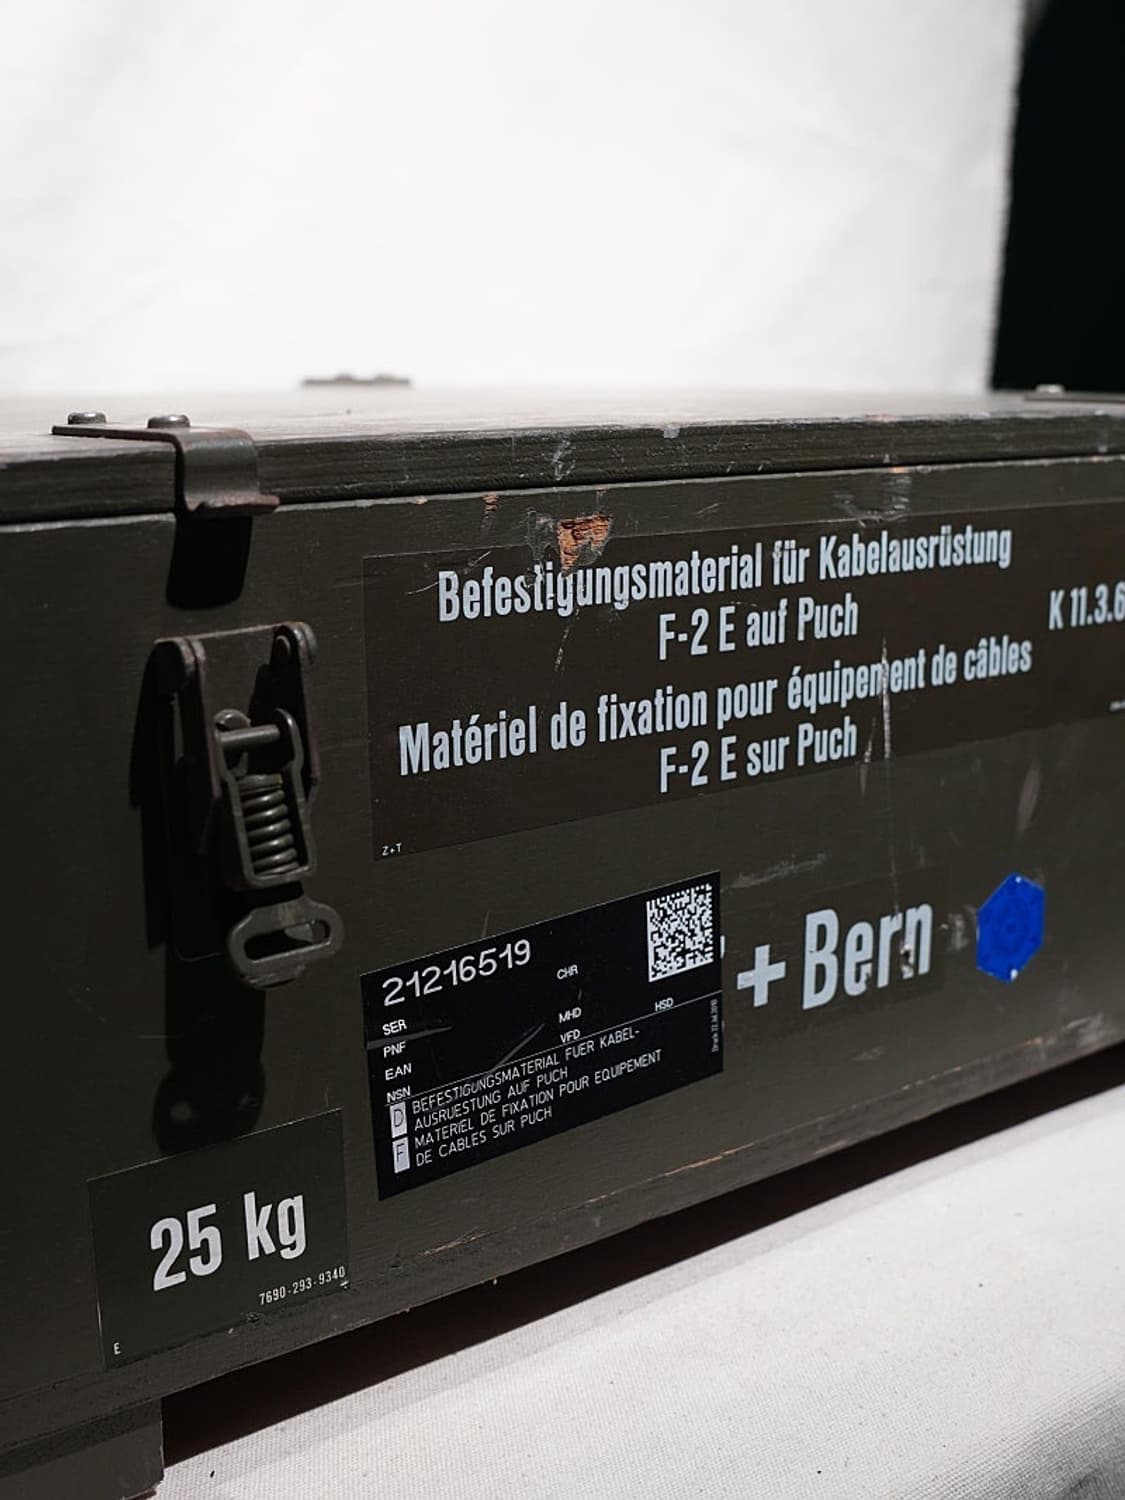 Befestigungsmaterial für Kabelausrüstung
F-2 E auf Puch
K 11.3.6
Matériel de fixation pour équipement de câbles
F-2 E sur Puch
Z+T
21216519
CHR
SER
MHD
HSD
PNF
VFD
EAN
NSN
D BEFESTIGUNGSMATERIAL FUER KABEL-
AUSRUESTUNG AUF PUCH
F MATERIEL DE FIXATION POUR EQUIPEMENT
DE CABLES SUR PUCH
+ Bern
25 kg
7690-293-9340
E